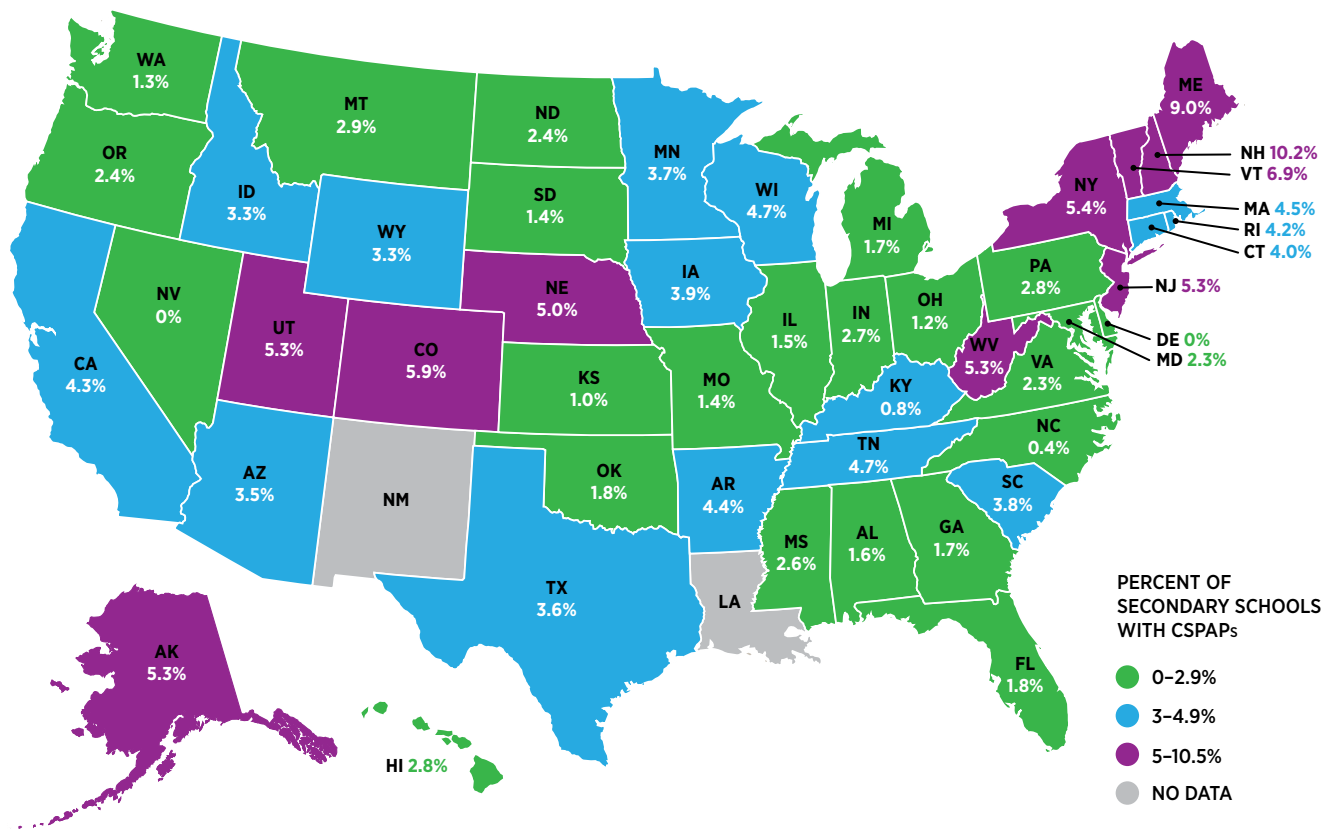 WA
1.3%
MT
2.9%
ND
2.4%
ME
9.0%
OR
2.4%
ID
3.3%
MN
3.7%
NH 10.2%
VT 6.9%
SD
1.4%
WI
4.7%
NY
5.4%
MA 4.5%
RI 4.2%
CT 4.0%
WY
3.3%
MI
1.7%
IA
3.9%
PA
2.8%
NJ 5.3%
NV
0%
NE
5.0%
UT
5.3%
CO
5.9%
IL
1.5%
IN
2.7%
OH
1.2%
WV
5.3%
DE 0%
MD 2.3%
CA
4.3%
KS
1.0%
MO
1.4%
KY
0.8%
VA
2.3%
NC
0.4%
AZ
3.5%
NM
OK
1.8%
AR
4.4%
TN
4.7%
SC
3.8%
MS
2.6%
AL
1.6%
GA
1.7%
TX
3.6%
LA
FL
1.8%
AK
5.3%
HI 2.8%
PERCENT OF
SECONDARY SCHOOLS
WITH CSPAPs
0–2.9%
3–4.9%
5–10.5%
NO DATA